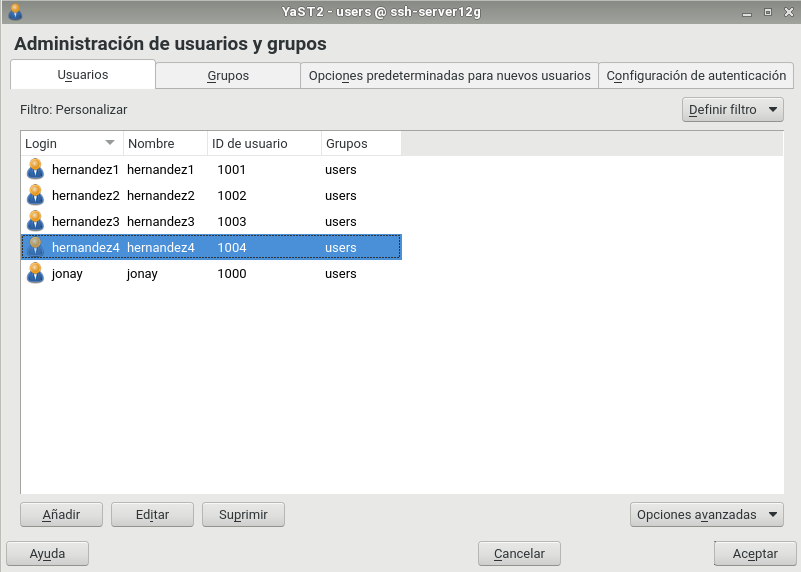 YaST2 - users @ ssh-server12g
Administración de usuarios y grupos
Usuarios Grupos Opciones predeterminadas para nuevos usuarios Configuración de autenticación
Filtro: Personalizar Definir filtro
Login Nombre ID de usuario Grupos
hernandez1 hernandez1 1001 users
hernandez2 hernandez2 1002 users
hernandez3 hernandez3 1003 users
hernandez4 hernandez4 1004 users
jonay jonay 1000 users
Añadir Editar Suprimir Opciones avanzadas
Ayuda Cancelar Aceptar